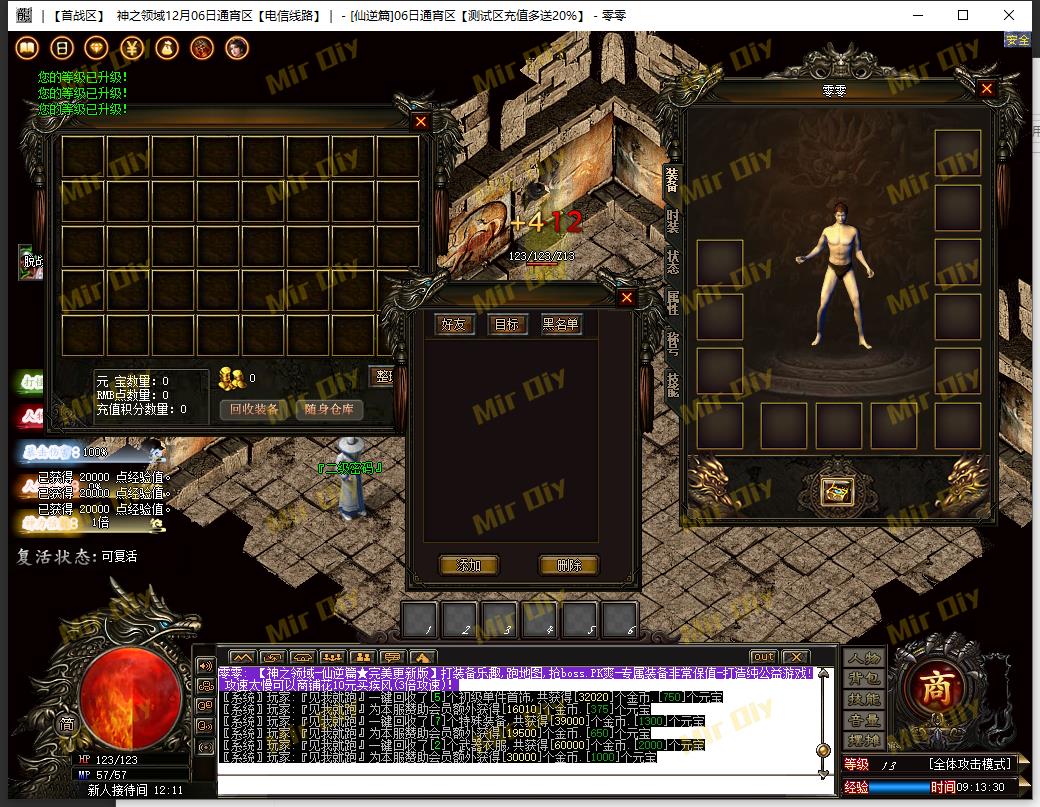 | 【首战区】 神之领域12月06日通宵区【电信线路】 | - [仙逆篇]06日通宵区【测试区充值多送20%】 - 零零
安全
您的等级已升级!
您的等级已升级!
您的等级已升级!
零零
装备
时装
状态
属性
称号
技能
+4 12
123/123/Z13
脱战
好友 目标 黑名单
元 宝数量: 0
RMB点数量: 0
充值积分数量: 0
0
回收装备 随身仓库
100%
已获得 20000 点经验值。
已获得 20000 点经验值。
已获得 20000 点经验值。
1倍
『二级密码』
复活状态: 可复活
添加 删除
1 2 3 4 5 6
out
零零: 【神之领域-仙逆篇★完美更新版】打装备乐趣,跑地图,抢boss.PK爽-专属装备非常保值-打造纯公益游戏!
攻速太慢可以商铺花10元买疾风(3倍攻速)!
〖系统〗玩家:『见我就跑』一键回收了[5]个初级单件首饰,共获得[32020]个金币.[750]个元宝
〖系统〗玩家:『见我就跑』为本服赞助会员额外获得[16010]个金币.[375]个元宝
〖系统〗玩家:『见我就跑』一键回收了[7]个特殊装备,共获得[39000]个金币.[1300]个元宝
〖系统〗玩家:『见我就跑』为本服赞助会员额外获得[19500]个金币.[650]个元宝
〖系统〗玩家:『见我就跑』一键回收了[2]个武器衣服,共获得[60000]个金币.[2000]个元宝
〖系统〗玩家:『见我就跑』为本服赞助会员额外获得[30000]个金币.[1000]个元宝
简
HP 123/123
MP 57/57
新人接待间 12:11
人物
背包
技能
音量
摆摊
商
等级 13 [全体攻击模式]
经验 时间09:13:30
Mir Diy